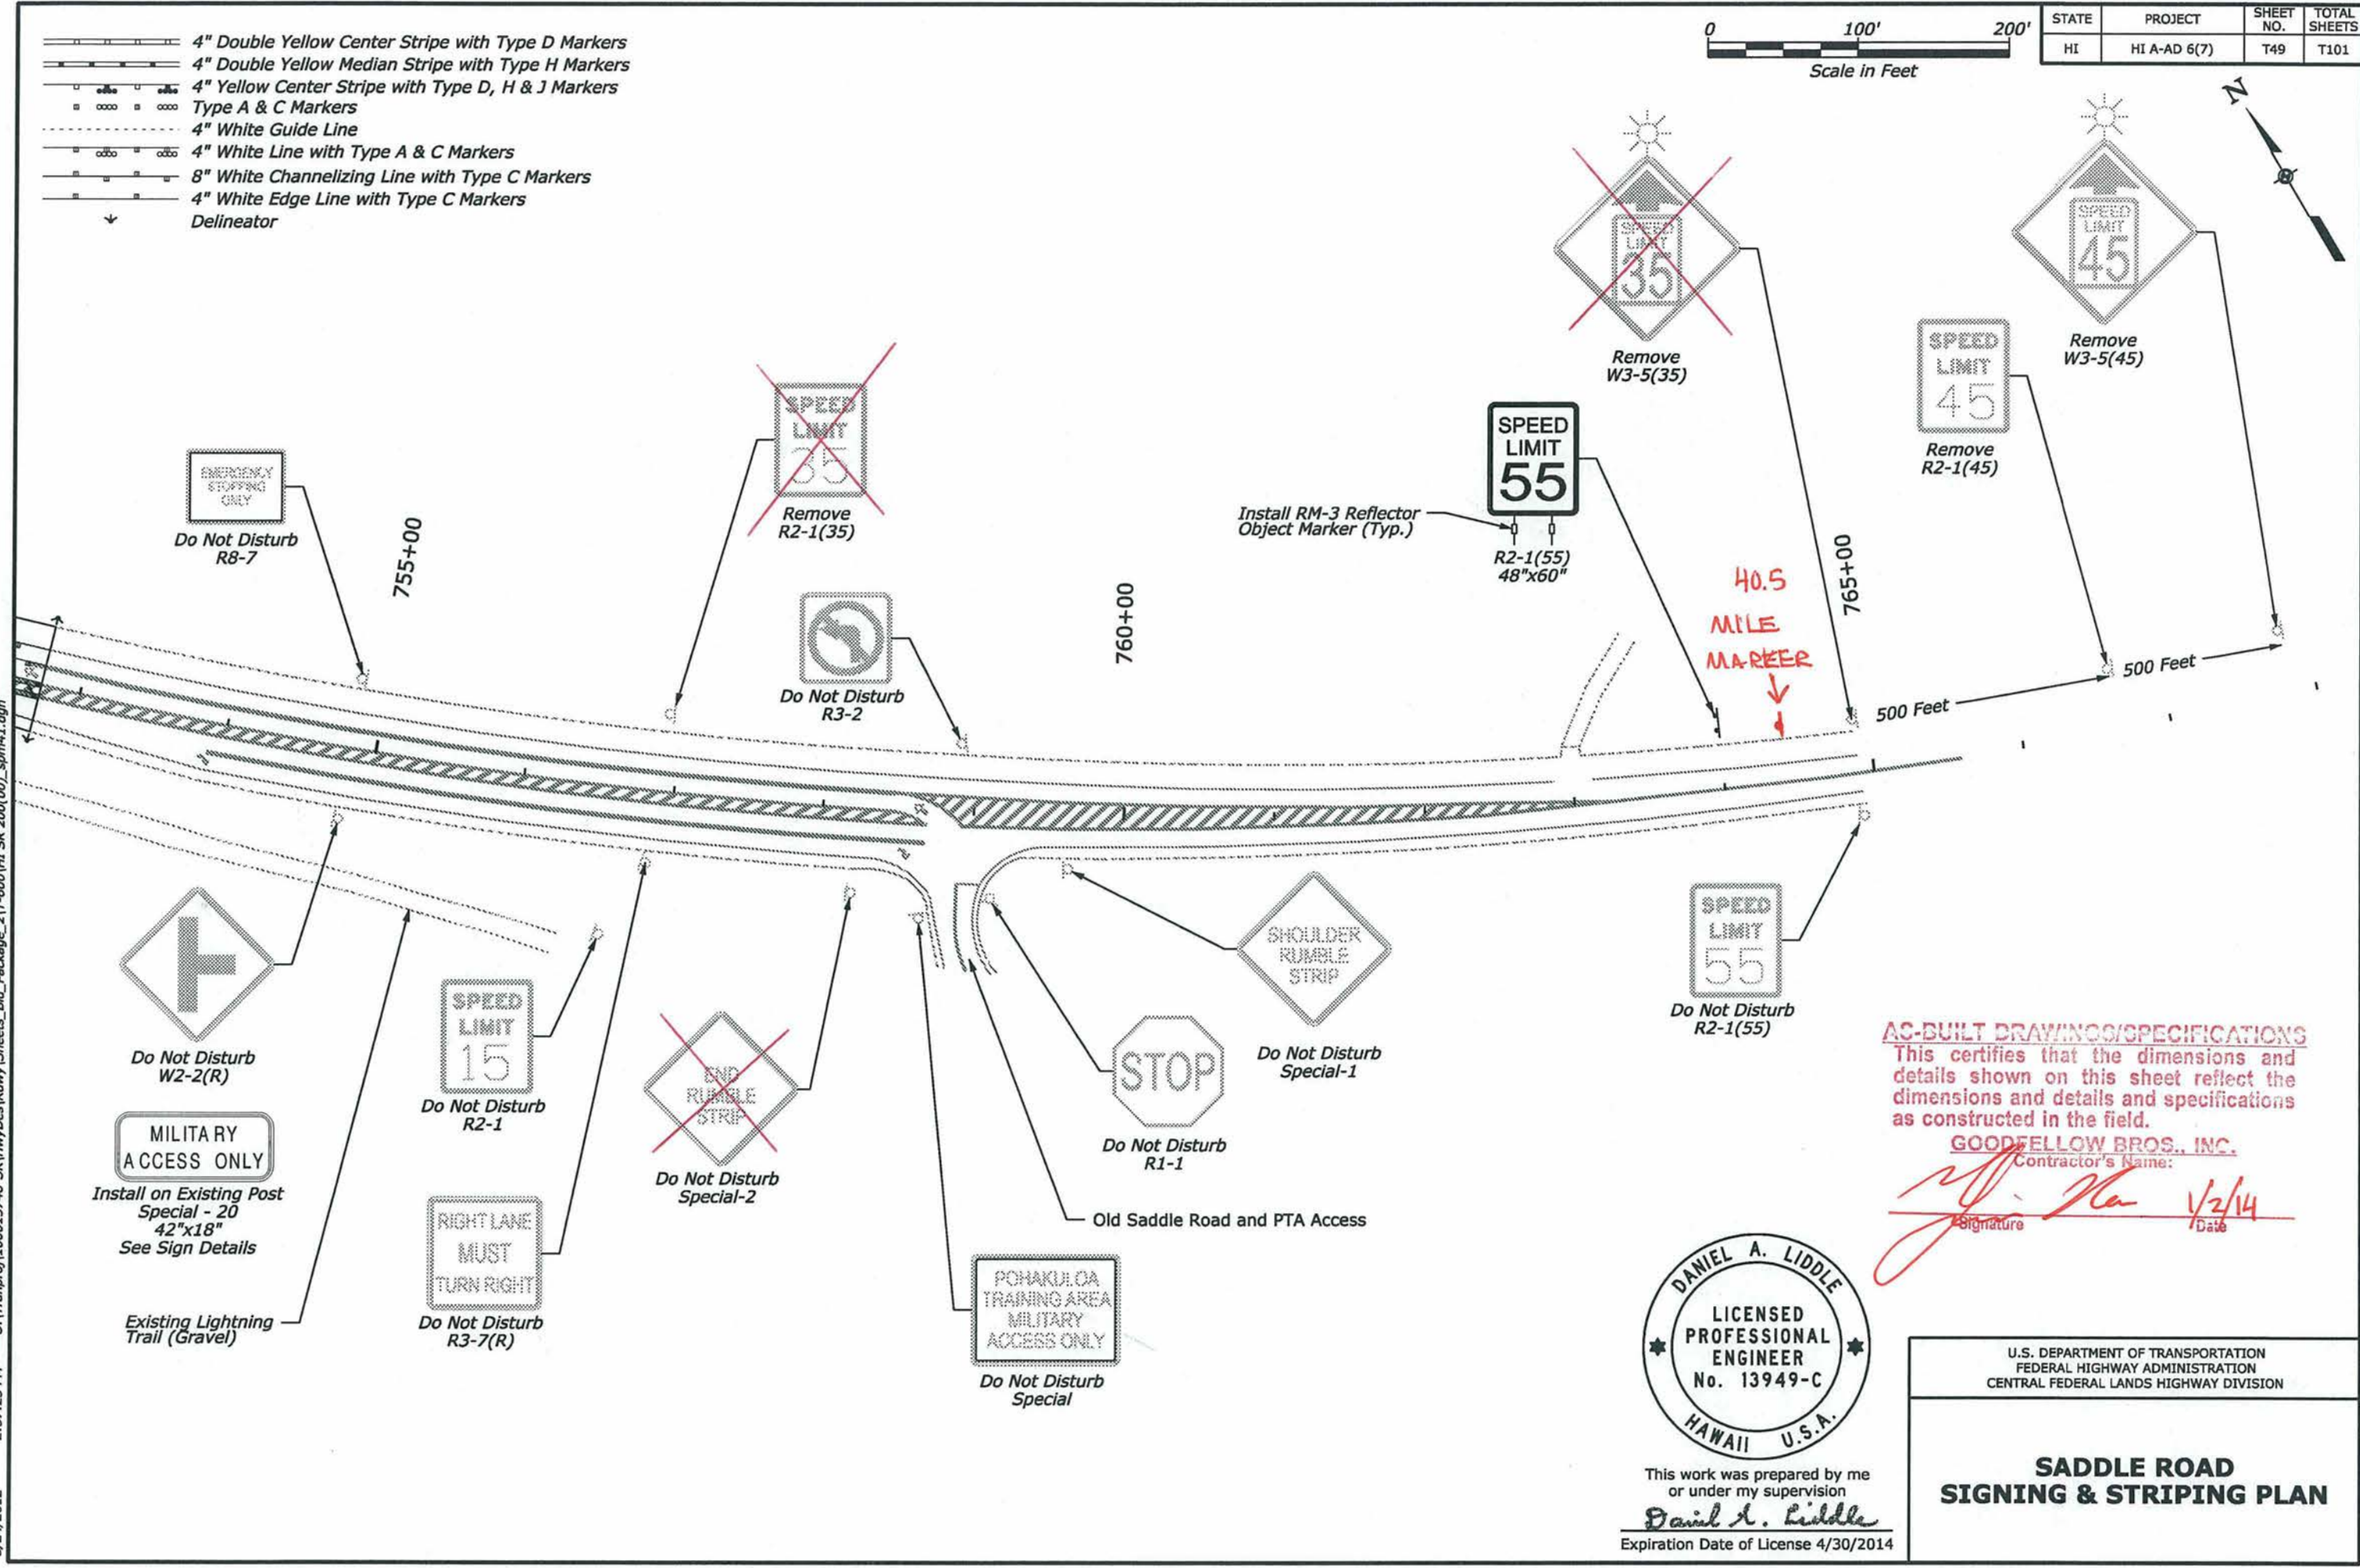 4" Double Yellow Center Stripe with Type D Markers
4" Double Yellow Median Stripe with Type H Markers
4" Yellow Center Stripe with Type D, H & J Markers
Type A & C Markers
4" White Guide Line
4" White Line with Type A & C Markers
8" White Channelizing Line with Type C Markers
4" White Edge Line with Type C Markers
Delineator
0 100' 200'
Scale in Feet
STATE PROJECT SHEET NO. TOTAL SHEETS
HI HI A-AD 6(7) T49 T101
N
SPEED
LIMIT
35
Remove
W3-5(35)
SPEED
LIMIT
45
Remove
W3-5(45)
SPEED
LIMIT
45
Remove
R2-1(45)
SPEED
LIMIT
35
Remove
R2-1(35)
SPEED
LIMIT
55
Install RM-3 Reflector
Object Marker (Typ.)
R2-1(55)
48"x60"
EMERGENCY
STOPPING
ONLY
Do Not Disturb
R8-7
755+00
Do Not Disturb
R3-2
760+00
40.5
MILE
MARKER
765+00
500 Feet
500 Feet
Do Not Disturb
W2-2(R)
MILITARY
ACCESS ONLY
Install on Existing Post
Special - 20
42"x18"
See Sign Details
Existing Lightning
Trail (Gravel)
SPEED
LIMIT
15
Do Not Disturb
R2-1
RIGHT LANE
MUST
TURN RIGHT
Do Not Disturb
R3-7(R)
END
RUMBLE
STRIP
Do Not Disturb
Special-2
POHAKULOA
TRAINING AREA
MILITARY
ACCESS ONLY
Do Not Disturb
Special
Old Saddle Road and PTA Access
STOP
Do Not Disturb
R1-1
SHOULDER
RUMBLE
STRIP
Do Not Disturb
Special-1
SPEED
LIMIT
55
Do Not Disturb
R2-1(55)
AS-BUILT DRAWINGS/SPECIFICATIONS
This certifies that the dimensions and
details shown on this sheet reflect the
dimensions and details and specifications
as constructed in the field.
GOODFELLOW BROS., INC.
Contractor's Name:
1/2/14
Signature Date
DANIEL A. LIDDLE
LICENSED
PROFESSIONAL
ENGINEER
No. 13949-C
HAWAII U.S.A.
This work was prepared by me
or under my supervision
Daniel A. Liddle
Expiration Date of License 4/30/2014
U.S. DEPARTMENT OF TRANSPORTATION
FEDERAL HIGHWAY ADMINISTRATION
CENTRAL FEDERAL LANDS HIGHWAY DIVISION
SADDLE ROAD
SIGNING & STRIPING PLAN